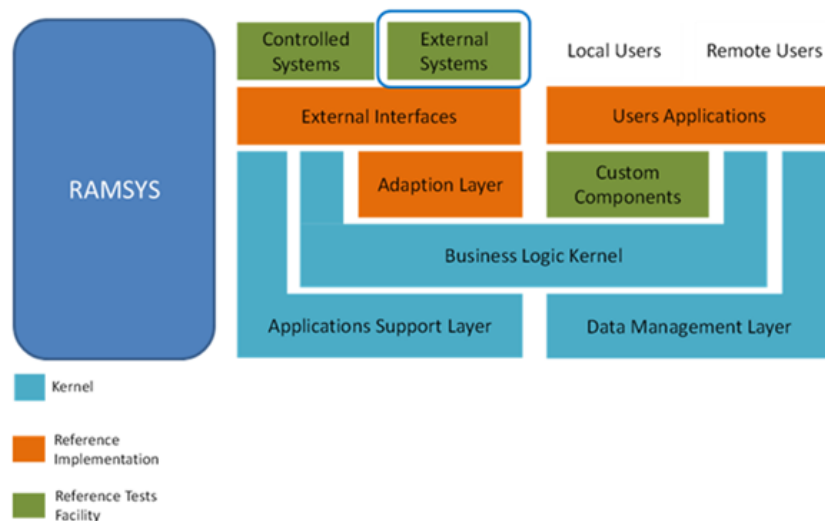 RAMSYS
Controlled
Systems
External
Systems
Local Users
Remote Users
External Interfaces
Users Applications
Adaption Layer
Custom
Components
Business Logic Kernel
Applications Support Layer
Data Management Layer
Kernel
Reference
Implementation
Reference Tests
Facility